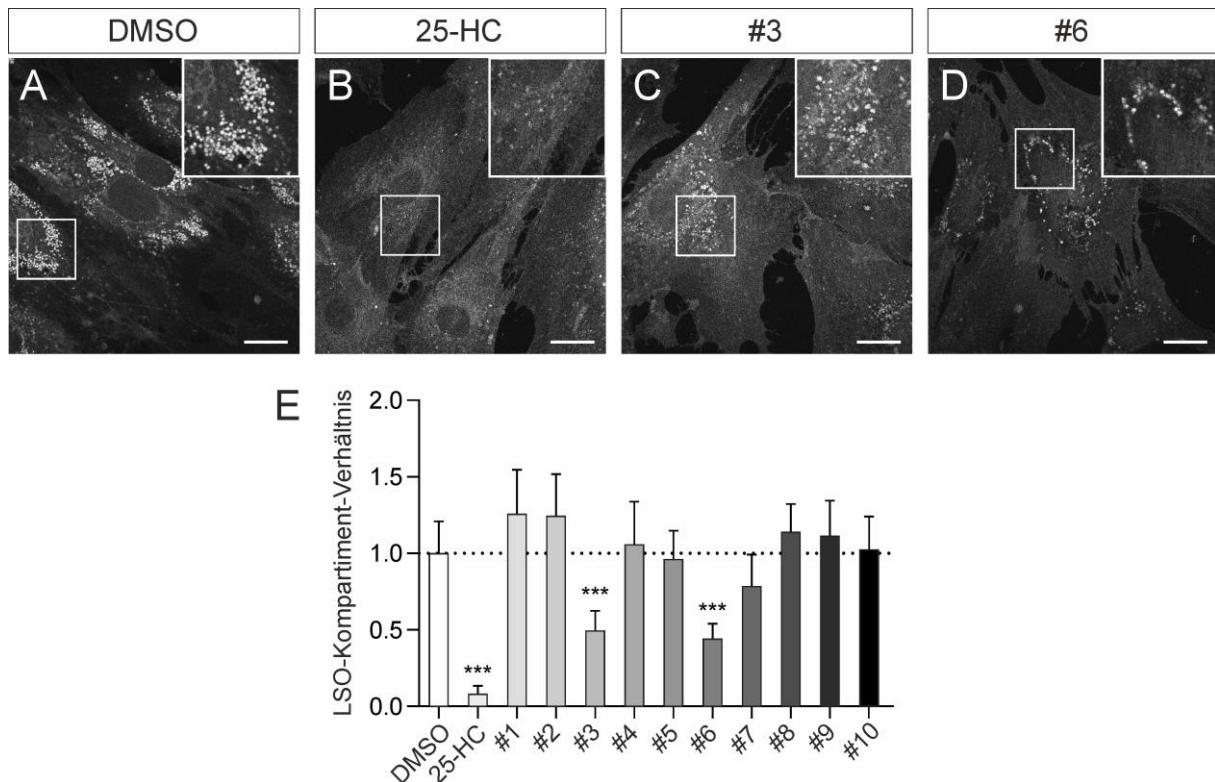 DMSO
25-HC
#3
#6
A
B
C
D
E
LSO-Kompartiment-Verhältnis
2.0
1.5
1.0
0.5
0.0
***
***
***
DMSO
25-HC
#1
#2
#3
#4
#5
#6
#7
#8
#9
#10